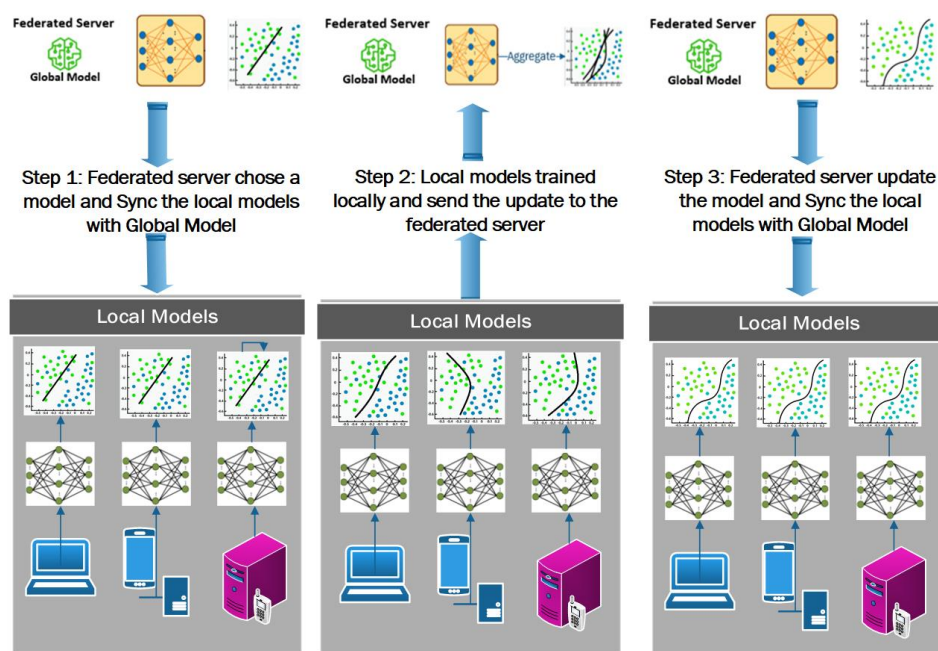 Federated Server
Global Model
Step 1: Federated server chose a
model and Sync the local models
with Global Model
Local Models
Federated Server
Global Model
Aggregate
Step 2: Local models trained
locally and send the update to the
federated server
Local Models
Federated Server
Global Model
Step 3: Federated server update
the model and Sync the local
models with Global Model
Local Models